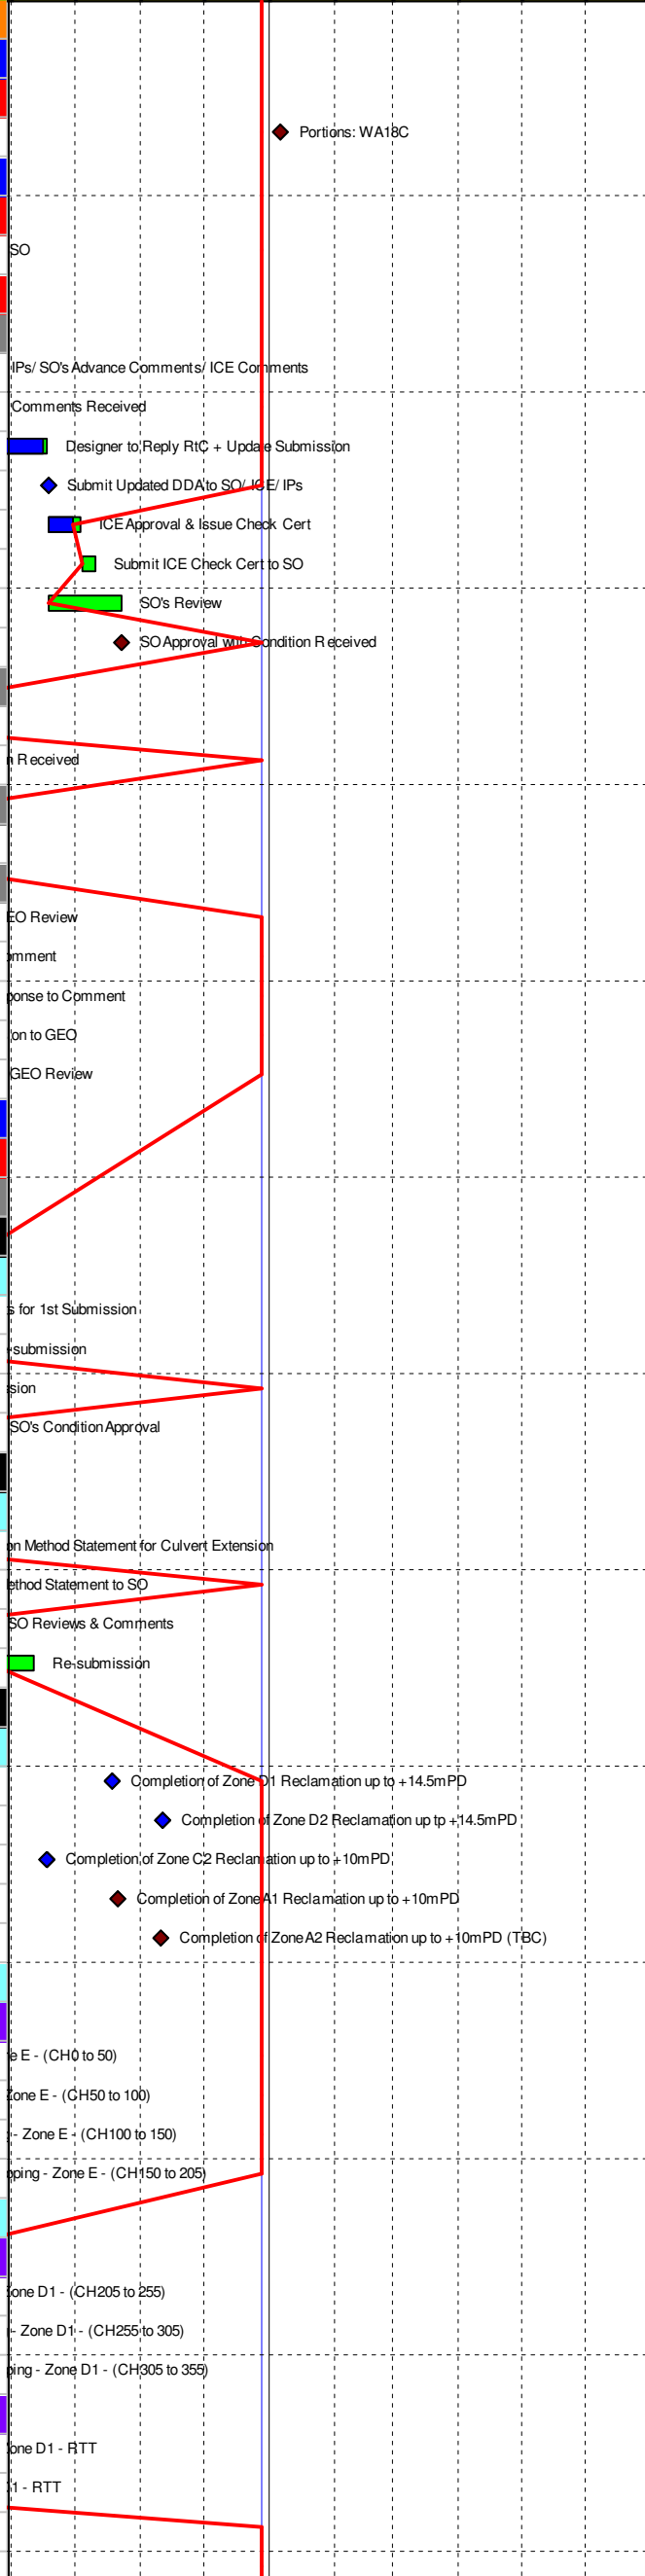 Portions: WA18C
SO
IPs/ SO's Advance Comments/ ICE Comments
Comments Received
Designer to Reply RtC + Update Submission
Submit Updated DDA to SO/ ICE/ IPs
ICE Approval & Issue Check Cert
Submit ICE Check Cert to SO
SO's Review
SO Approval with Condition Received
n Received
EO Review
omment
ponse to Comment
on to GEO
GEO Review
s for 1st Submission
-submission
sion
SO's Condition Approval
on Method Statement for Culvert Extension
ethod Statement to SO
SO Reviews & Comments
Re-submission
Completion of Zone D1 Reclamation up to +14.5mPD
Completion of Zone D2 Reclamation up tp +14.5mPD
Completion of Zone C2 Reclamation up to +10mPD
Completion of Zone A1 Reclamation up to +10mPD
Completion of Zone A2 Reclamation up to +10mPD (TBC)
e E - (CH0 to 50)
Zone E - (CH50 to 100)
- Zone E - (CH100 to 150)
pping - Zone E - (CH150 to 205)
one D1 - (CH205 to 255)
- Zone D1 - (CH255 to 305)
ping - Zone D1 - (CH305 to 355)
one D1 - RTT
1 - RTT